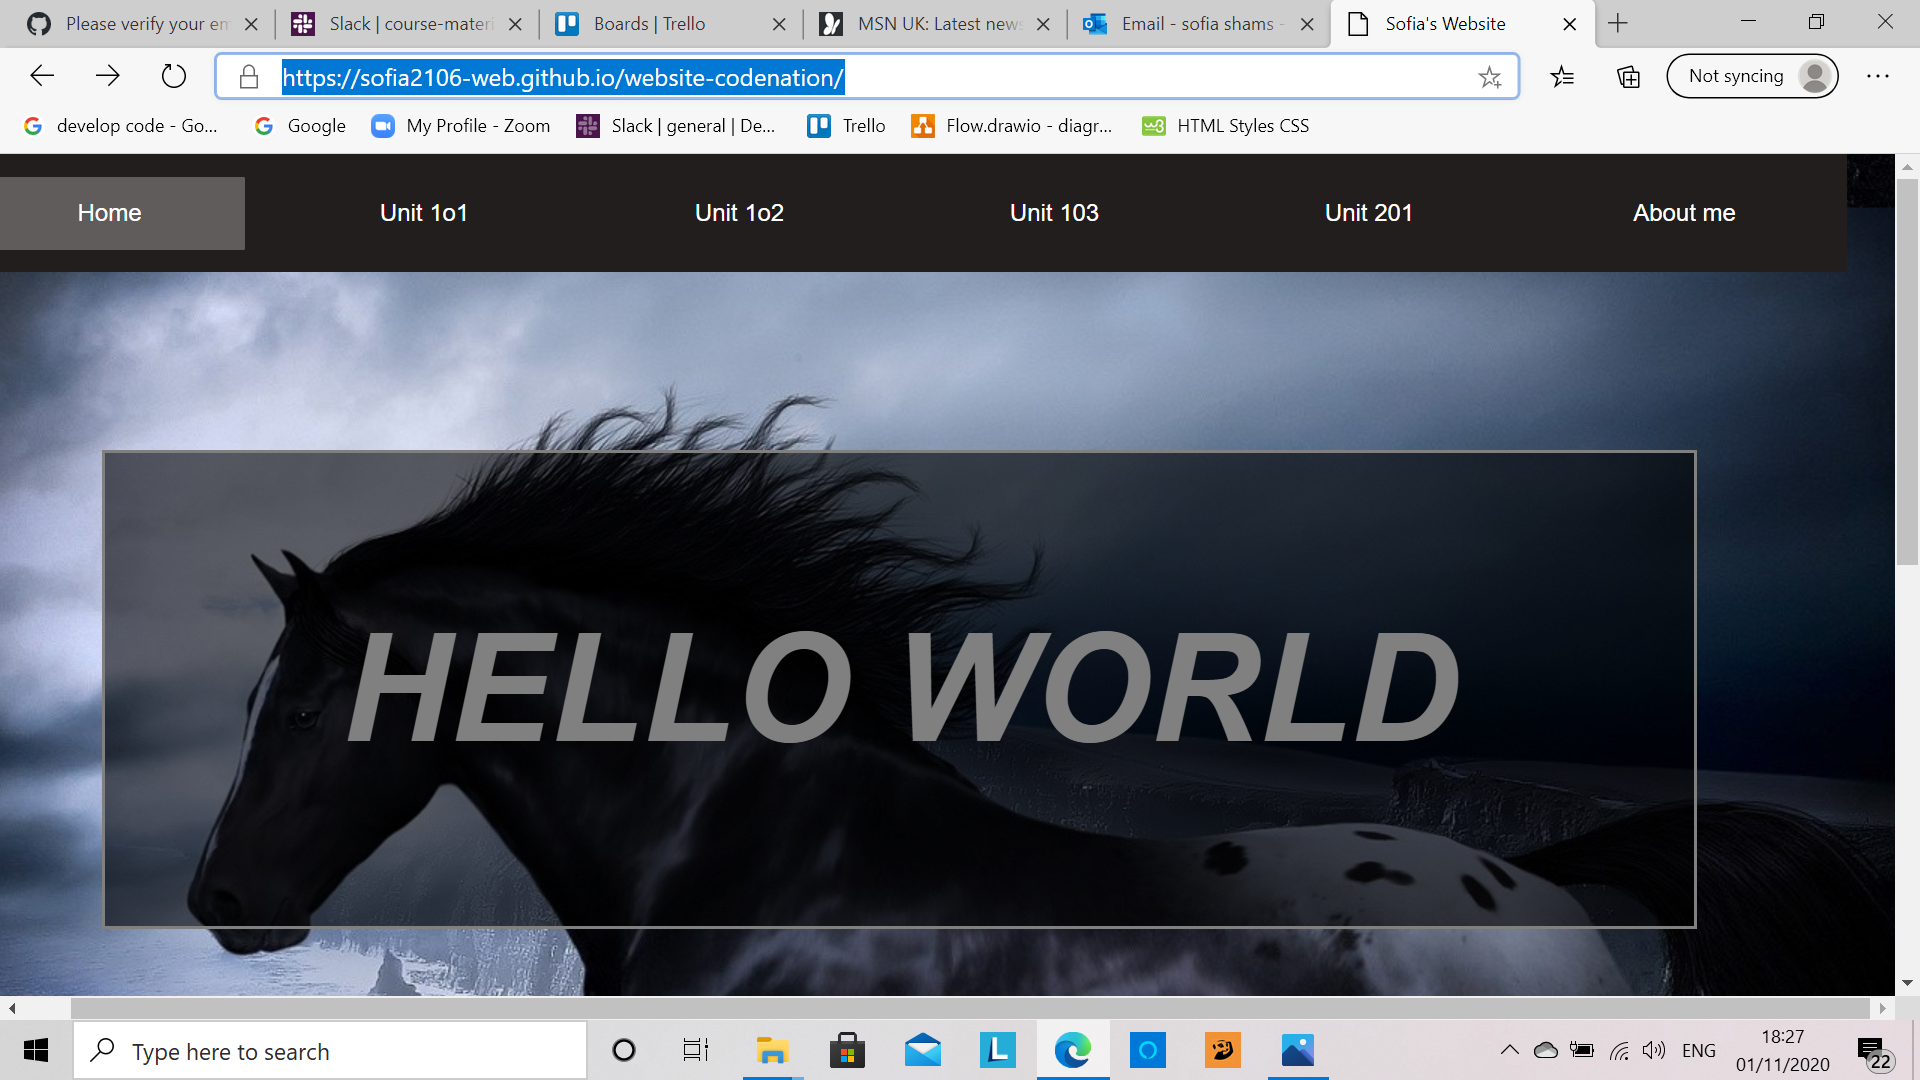 Please verify your em
Slack | course-materi
Boards | Trello
MSN UK: Latest news
Email - sofia shams -
Sofia's Website
https://sofia2106-web.github.io/website-codenation/
Not syncing
develop code - Go...
Google
My Profile - Zoom
Slack | general | De...
Trello
Flow.drawio - diagr...
w3
HTML Styles CSS
Home
Unit 1o1
Unit 1o2
Unit 103
Unit 201
About me
HELLO WORLD
Type here to search
L
ENG
18:27
01/11/2020
22